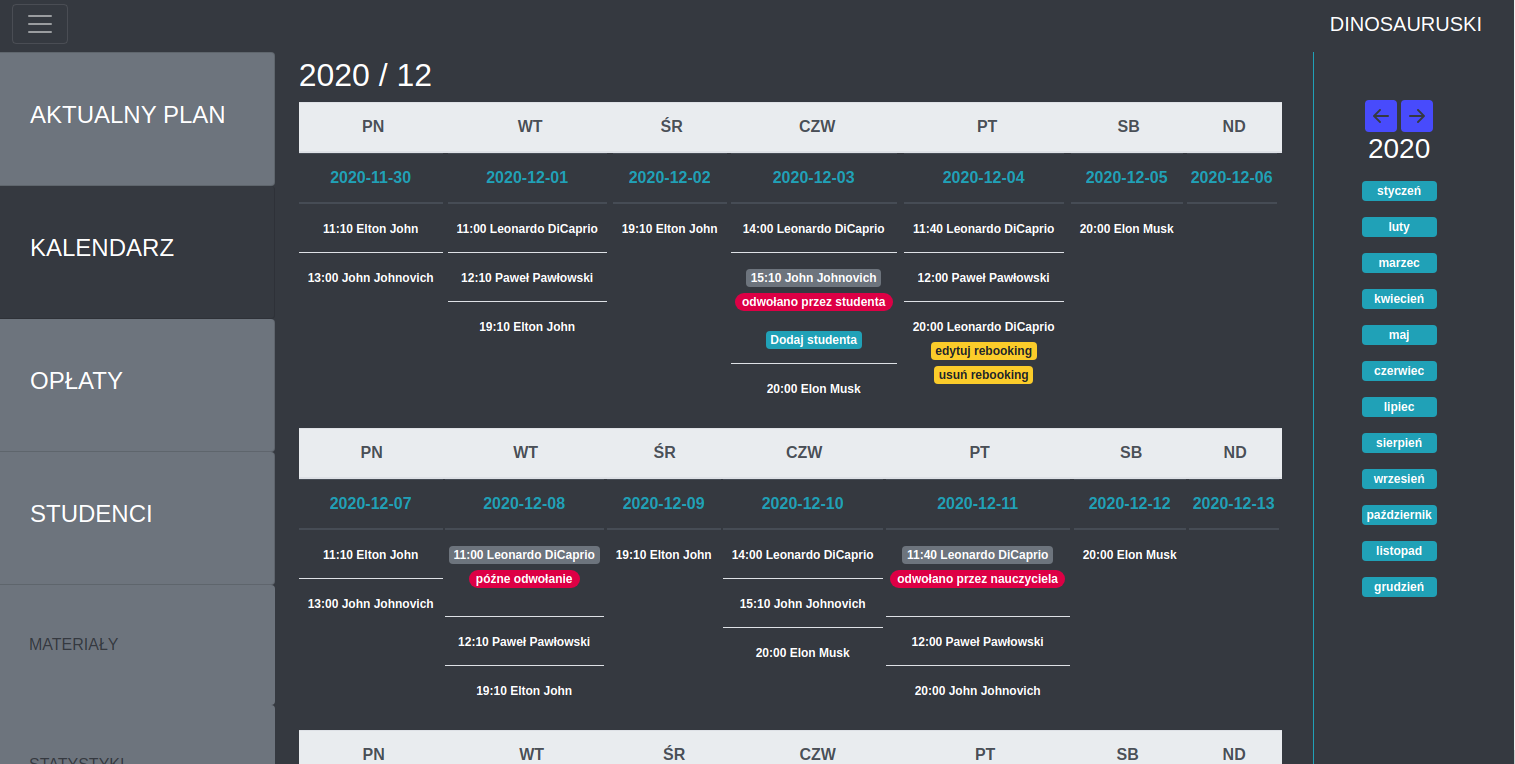 DINOSAURUSKI
AKTUALNY PLAN
KALENDARZ
OPŁATY
STUDENCI
MATERIAŁY
STATYSTYKI
2020 / 12
PN WT ŚR CZW PT SB ND
2020-11-30 2020-12-01 2020-12-02 2020-12-03 2020-12-04 2020-12-05 2020-12-06
11:10 Elton John
13:00 John Johnovich
11:00 Leonardo DiCaprio
12:10 Paweł Pawłowski
19:10 Elton John
19:10 Elton John
14:00 Leonardo DiCaprio
15:10 John Johnovich
odwołano przez studenta
Dodaj studenta
20:00 Elon Musk
11:40 Leonardo DiCaprio
12:00 Paweł Pawłowski
20:00 Leonardo DiCaprio
edytuj rebooking
usuń rebooking
20:00 Elon Musk
PN WT ŚR CZW PT SB ND
2020-12-07 2020-12-08 2020-12-09 2020-12-10 2020-12-11 2020-12-12 2020-12-13
11:10 Elton John
13:00 John Johnovich
11:00 Leonardo DiCaprio
późne odwołanie
12:10 Paweł Pawłowski
19:10 Elton John
19:10 Elton John
14:00 Leonardo DiCaprio
15:10 John Johnovich
20:00 Elon Musk
11:40 Leonardo DiCaprio
odwołano przez nauczyciela
12:00 Paweł Pawłowski
20:00 John Johnovich
20:00 Elon Musk
PN WT ŚR CZW PT SB ND
2020
styczeń
luty
marzec
kwiecień
maj
czerwiec
lipiec
sierpień
wrzesień
październik
listopad
grudzień